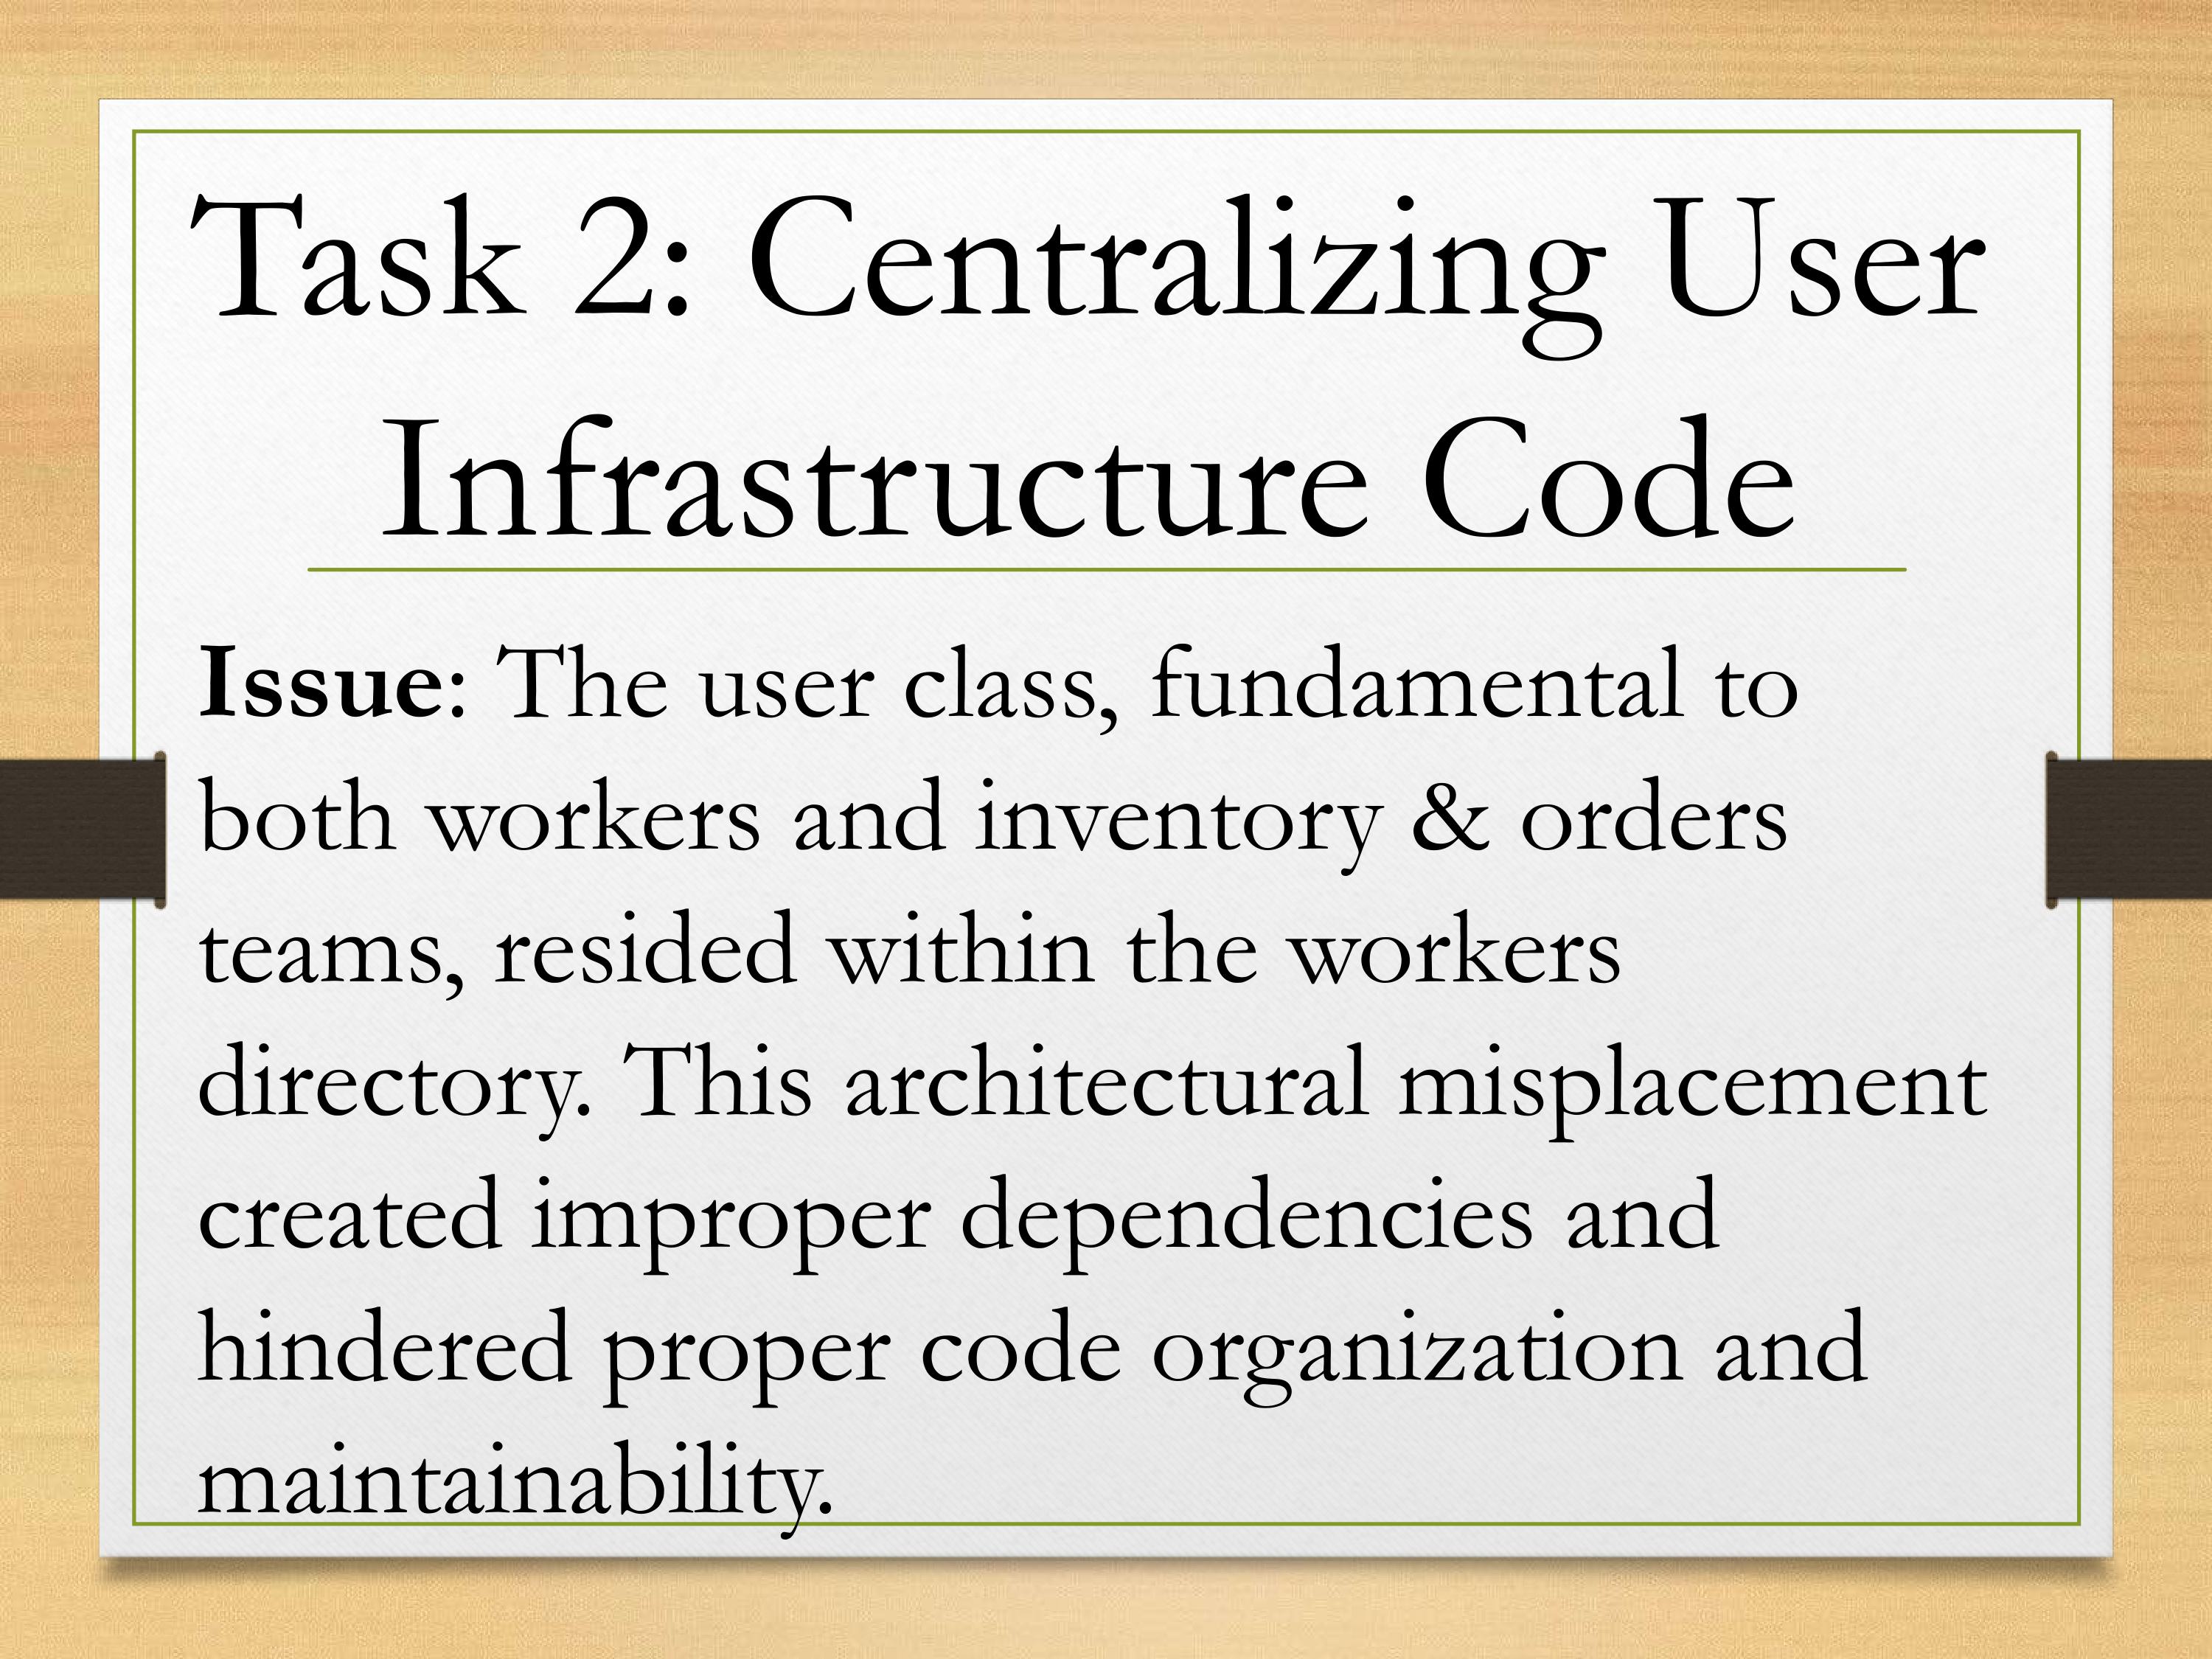 Task 2: Centralizing User
Infrastructure Code
Issue: The user class, fundamental to
both workers and inventory & orders
teams, resided within the workers
directory. This architectural misplacement
created improper dependencies and
hindered proper code organization and
maintainability.